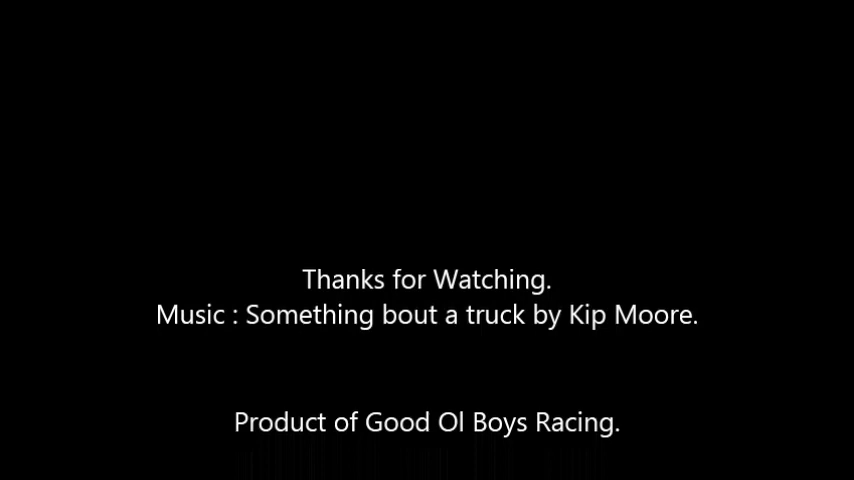 Thanks for Watching.
Music : Something bout a truck by Kip Moore.
Product of Good Ol Boys Racing.